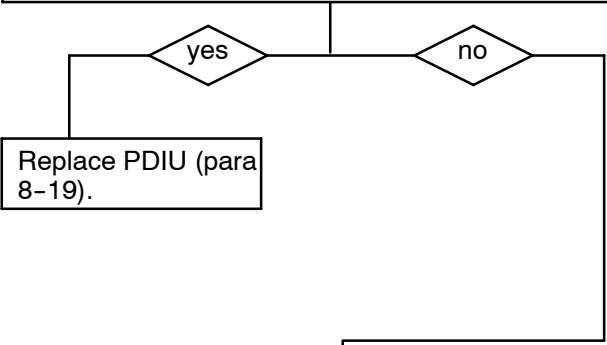 yes
no
Replace PDIU (para
8-19).